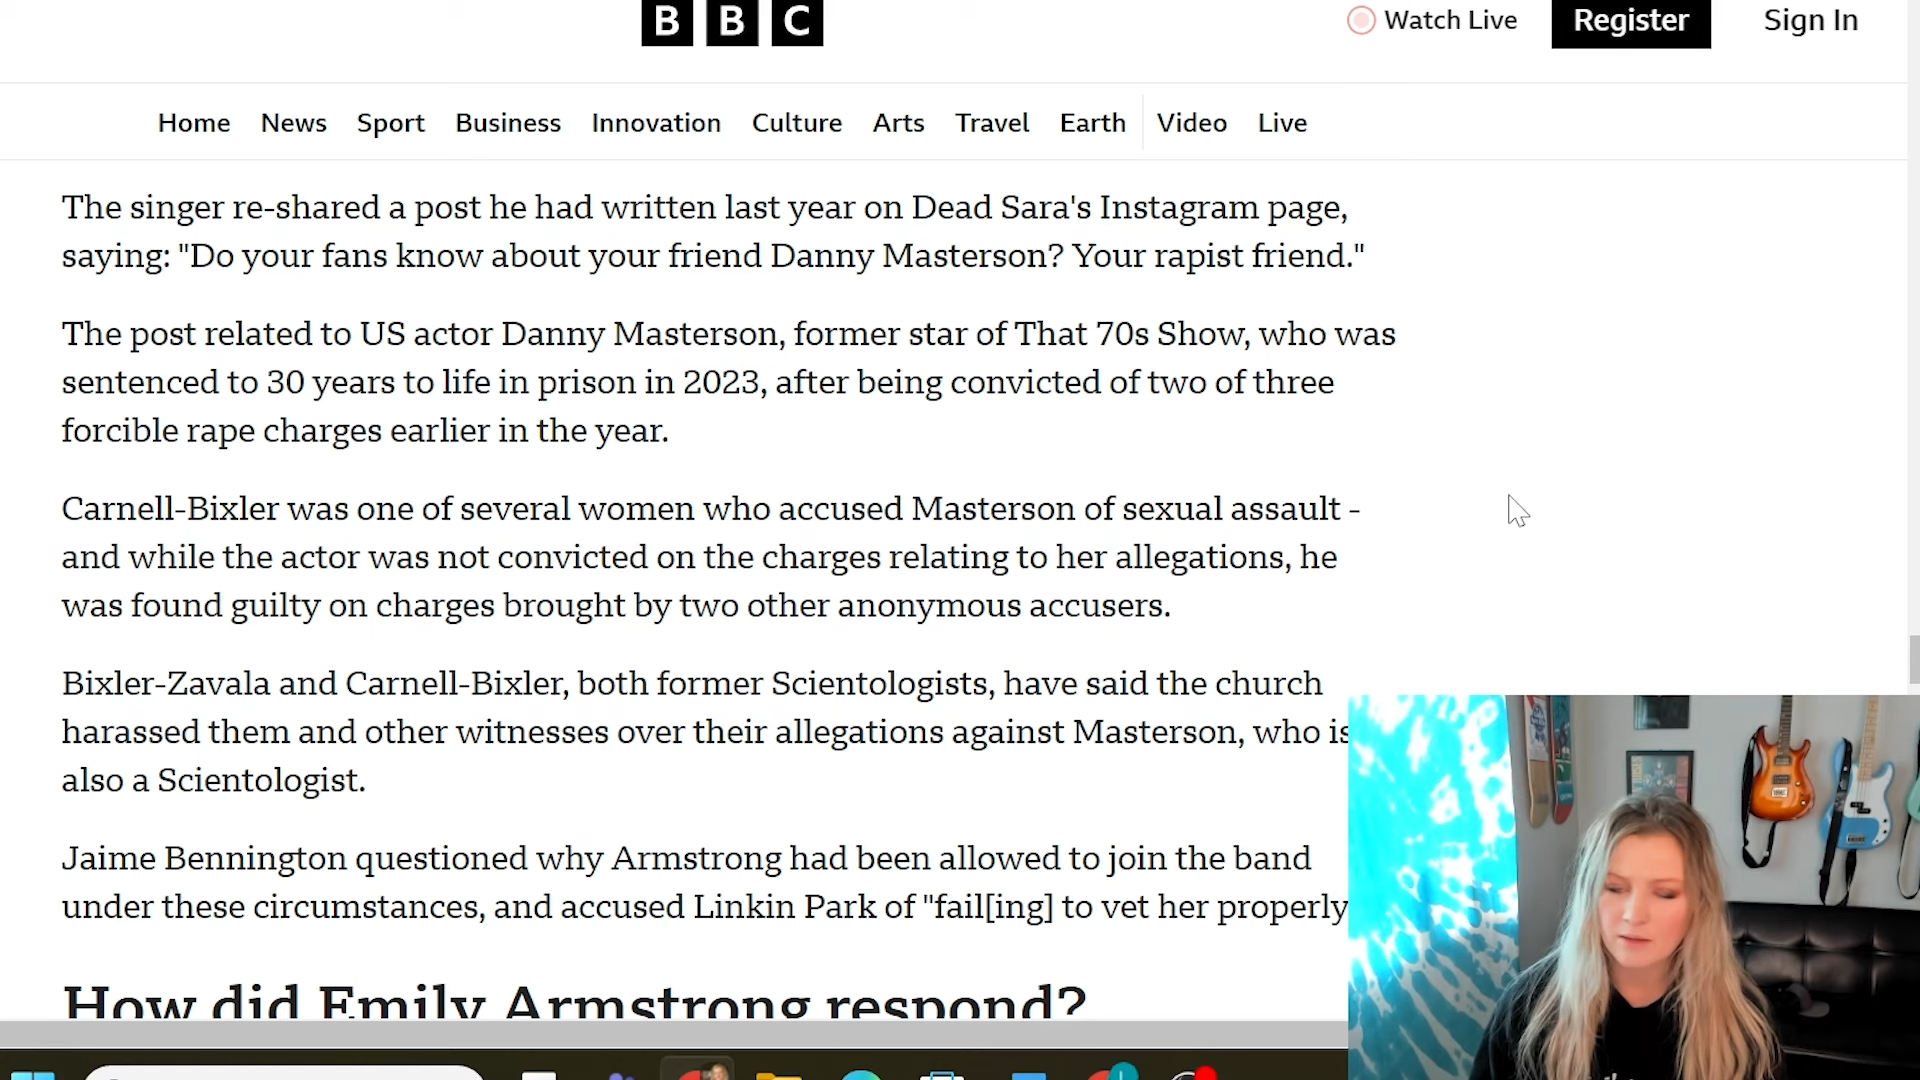 BBC
Watch Live
Register
Sign In
Home News Sport Business Innovation Culture Arts Travel Earth Video Live
The singer re-shared a post he had written last year on Dead Sara's Instagram page,
saying: "Do your fans know about your friend Danny Masterson? Your rapist friend."
The post related to US actor Danny Masterson, former star of That 70s Show, who was
sentenced to 30 years to life in prison in 2023, after being convicted of two of three
forcible rape charges earlier in the year.
Carnell-Bixler was one of several women who accused Masterson of sexual assault -
and while the actor was not convicted on the charges relating to her allegations, he
was found guilty on charges brought by two other anonymous accusers.
Bixler-Zavala and Carnell-Bixler, both former Scientologists, have said the church
harassed them and other witnesses over their allegations against Masterson, who is
also a Scientologist.
Jaime Bennington questioned why Armstrong had been allowed to join the band
under these circumstances, and accused Linkin Park of "fail[ing] to vet her properly
How did Emily Armstrong respond?